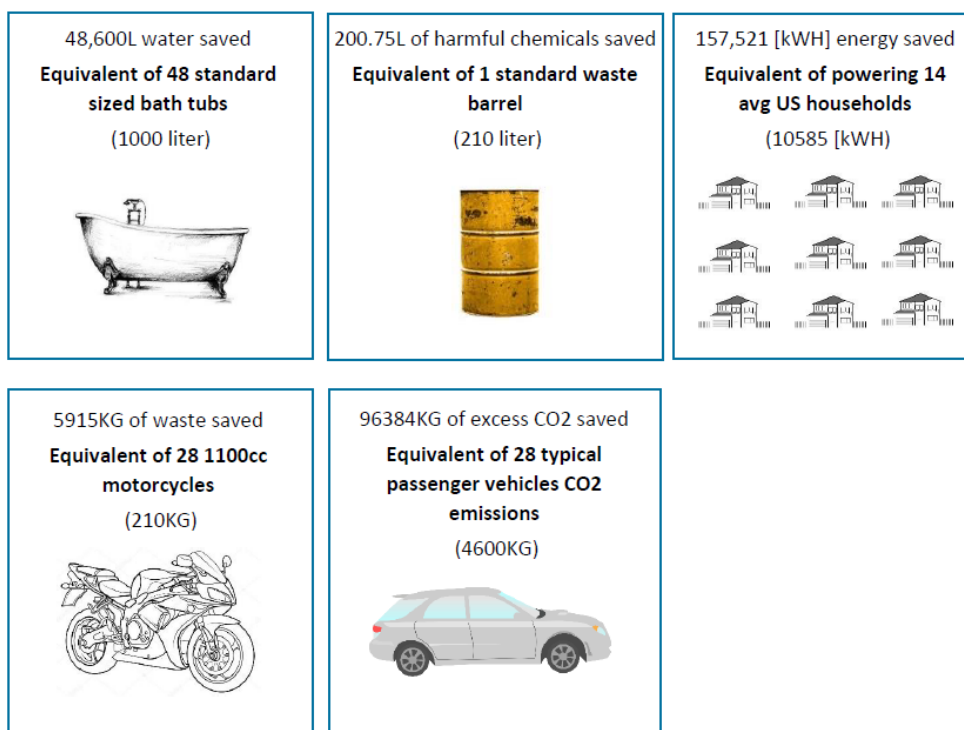 48,600L water saved
Equivalent of 48 standard
sized bath tubs
(1000 liter)
200.75L of harmful chemicals saved
Equivalent of 1 standard waste
barrel
(210 liter)
157,521 [kWH] energy saved
Equivalent of powering 14
avg US households
(10585 [kWH)
5915KG of waste saved
Equivalent of 28 1100cc
motorcycles
(210KG)
96384KG of excess CO2 saved
Equivalent of 28 typical
passenger vehicles CO2
emissions
(4600KG)